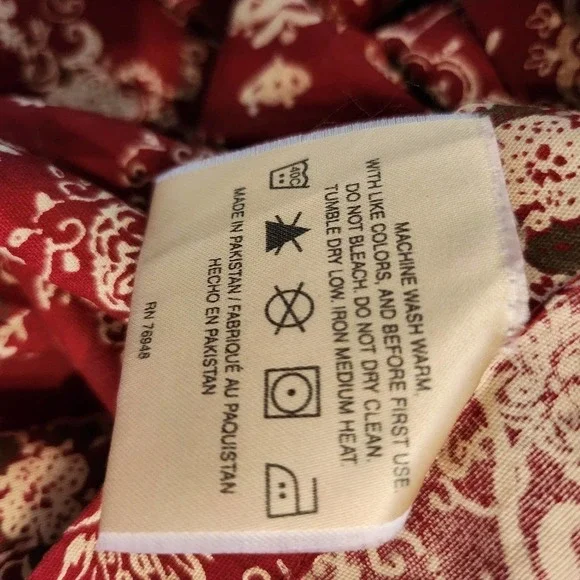 MACHINE WASH WARM.
WITH LIKE COLORS, AND BEFORE FIRST USE.
DO NOT BLEACH. DO NOT DRY CLEAN.
TUMBLE DRY LOW. IRON MEDIUM HEAT.
40C
MADE IN PAKISTAN / FABRIQUÉ AU PAQUISTAN
HECHO EN PAKISTAN
RN 76948